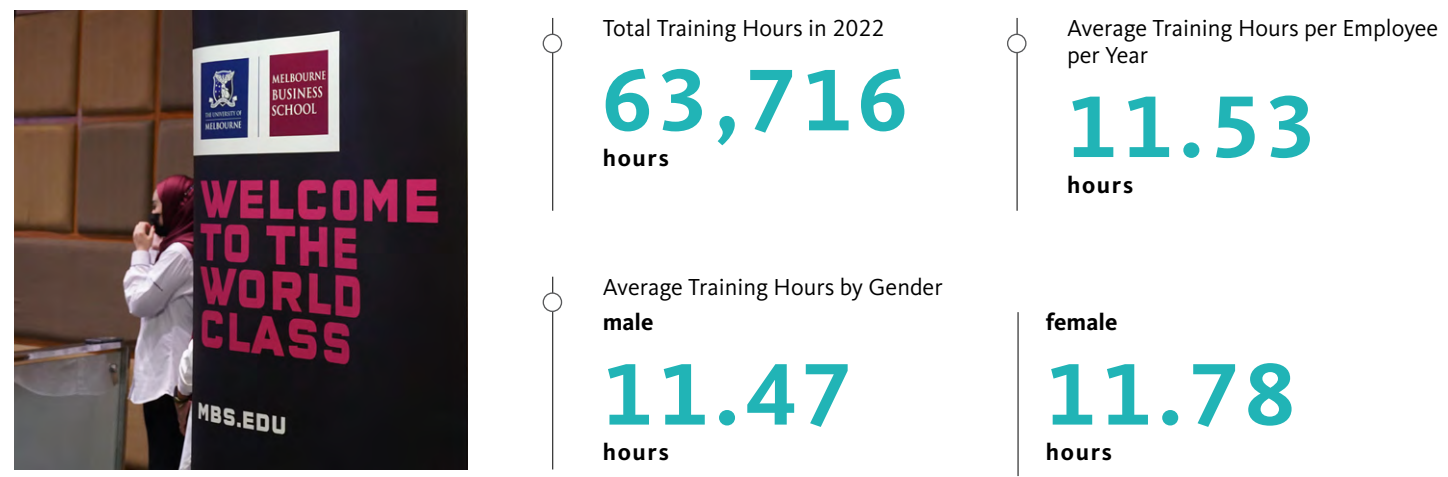 THE UNIVERSITY OF
MELBOURNE
MELBOURNE
BUSINESS
SCHOOL
WELCOME
TO THE
WORLD
CLASS
MBS.EDU
Total Training Hours in 2022
63,716
hours
Average Training Hours per Employee
per Year
11.53
hours
Average Training Hours by Gender
male
11.47
hours
female
11.78
hours